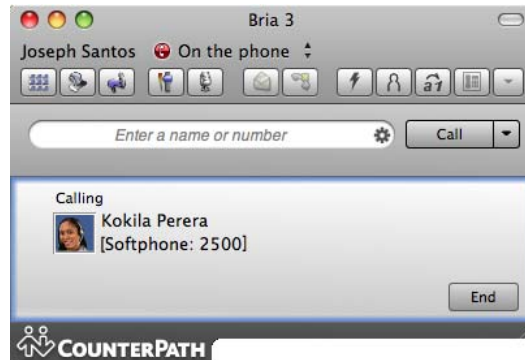 Bria 3
Joseph Santos On the phone
a1
Enter a name or number Call
Calling
Kokila Perera
[Softphone: 2500]
End
COUNTERPATH